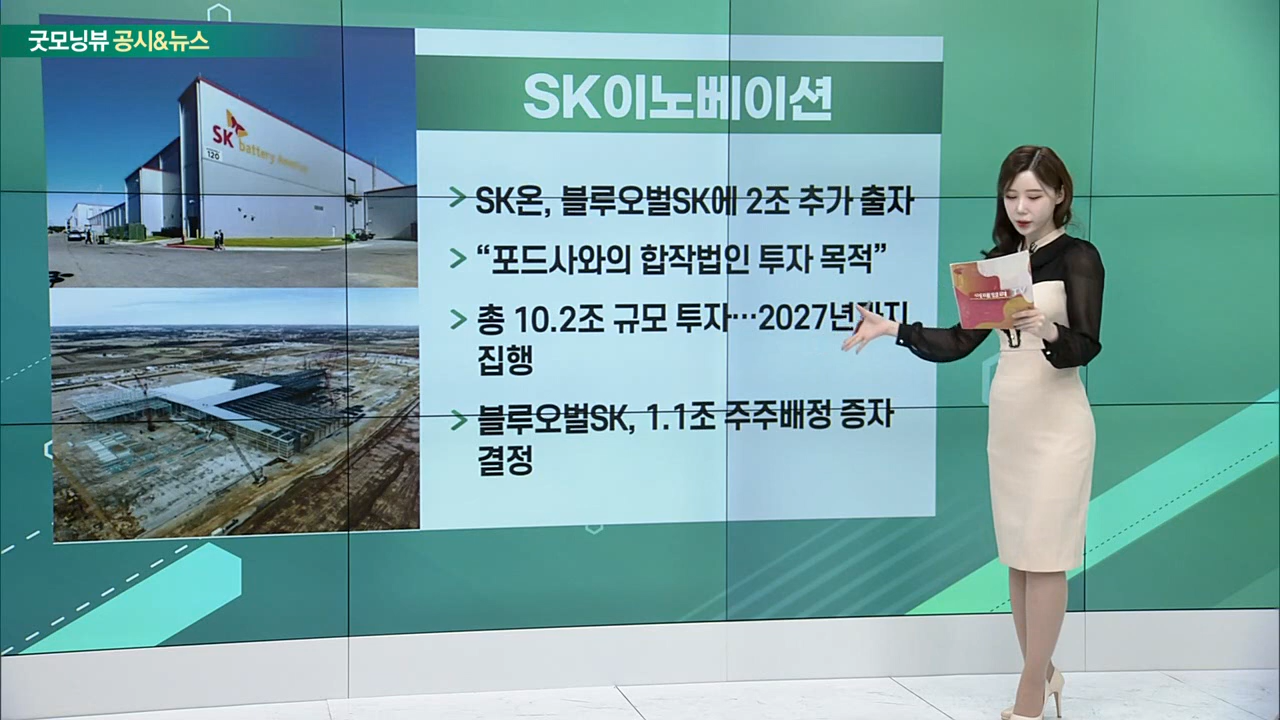 굿모닝뷰 공시&뉴스
SK
battery America
120
SK이노베이션
SK온, 블루오벌SK에 2조 추가 출자
“포드사와의 합작법인 투자 목적”
총 10.2조 규모 투자…2027년까지
집행
블루오벌SK, 1.1조 주주배정 증자
결정